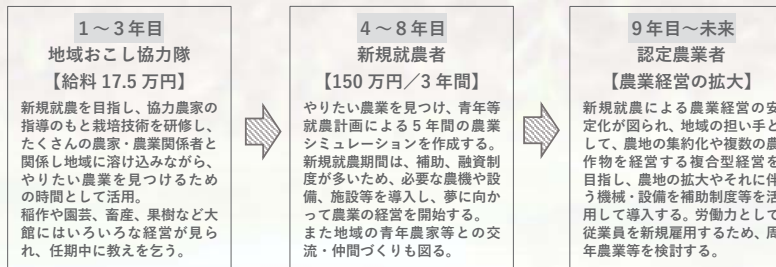 1～3年目
地域おこし協力隊
【給料 17.5 万円】
新規就農を目指し、協力農家の
指導のもと栽培技術を研修し、
たくさんの農家・農業関係者と
関係し地域に溶け込みながら、
やりたい農業を見つけるため
の時間として活用。
稲作や園芸、畜産、果樹など大
館にはいろいろな経営が見ら
れ、任期中に教えを乞う。
4～8年目
新規就農者
【150 万円／3 年間】
やりたい農業を見つけ、青年等
就農計画による5年間の農業
シミュレーションを作成する。
新規就農期間は、補助、融資制
度が多いため、必要な農機や設
備、施設等を導入し、夢に向か
って農業の経営を開始する。
また地域の青年農家等との交
流・仲間づくりも図る。
9年目～未来
認定農業者
【農業経営の拡大】
新規就農による農業経営の安
定化が図られ、地域の担い手と
して、農地の集約化や複数の農
作物を経営する複合型経営を
目指し、農地の拡大やそれに伴
う機械・設備を補助制度等を活
用して導入する。労働力として
従業員を新規雇用するため、周
年農業等を検討する。